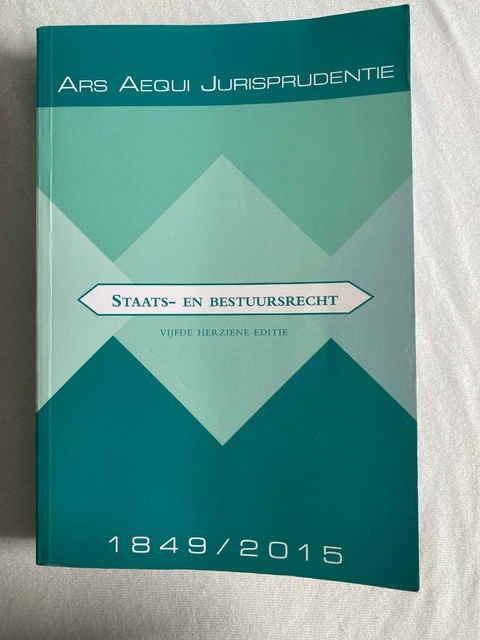 Ars Aequi Jurisprudentie
Staats- en bestuursrecht
vijfde herziene editie
1849/2015